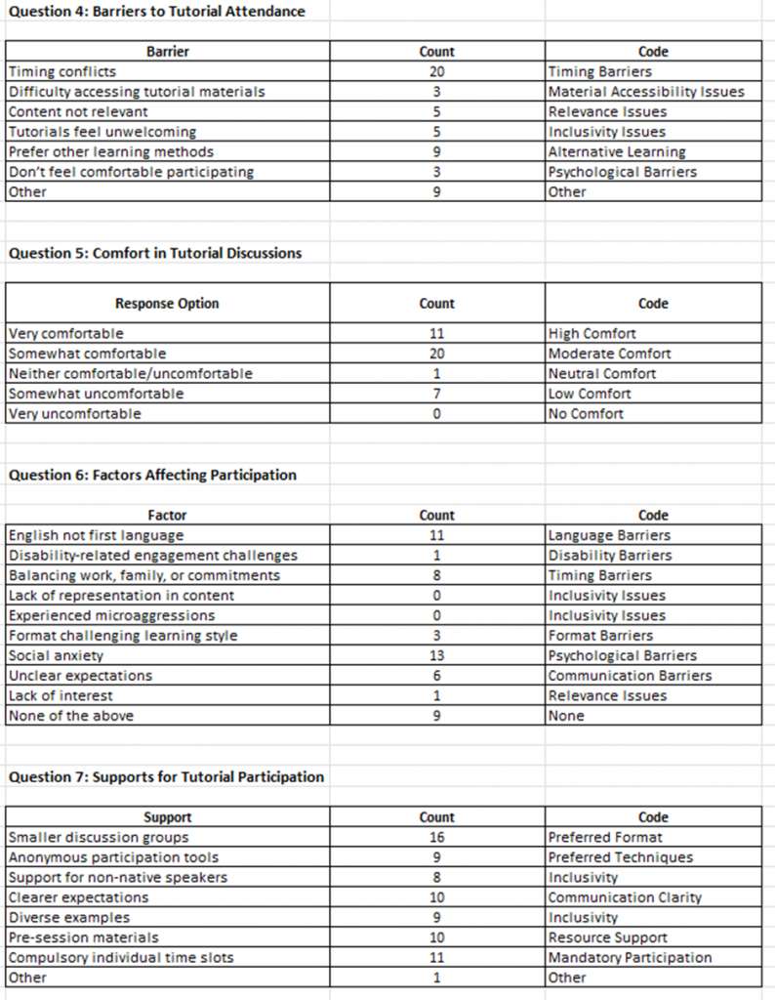 Question 4: Barriers to Tutorial Attendance
Barrier Count Code
Timing conflicts 20 Timing Barriers
Difficulty accessing tutorial materials 3 Material Accessibility Issues
Content not relevant 5 Relevance Issues
Tutorials feel unwelcoming 5 Inclusivity Issues
Prefer other learning methods 9 Alternative Learning
Don’t feel comfortable participating 3 Psychological Barriers
Other 9 Other
Question 5: Comfort in Tutorial Discussions
Response Option Count Code
Very comfortable 11 High Comfort
Somewhat comfortable 20 Moderate Comfort
Neither comfortable/uncomfortable 1 Neutral Comfort
Somewhat uncomfortable 7 Low Comfort
Very uncomfortable 0 No Comfort
Question 6: Factors Affecting Participation
Factor Count Code
English not first language 11 Language Barriers
Disability-related engagement challenges 1 Disability Barriers
Balancing work, family, or commitments 8 Timing Barriers
Lack of representation in content 0 Inclusivity Issues
Experienced microaggressions 0 Inclusivity Issues
Format challenging learning style 3 Format Barriers
Social anxiety 13 Psychological Barriers
Unclear expectations 6 Communication Barriers
Lack of interest 1 Relevance Issues
None of the above 9 None
Question 7: Supports for Tutorial Participation
Support Count Code
Smaller discussion groups 16 Preferred Format
Anonymous participation tools 9 Preferred Techniques
Support for non-native speakers 8 Inclusivity
Clearer expectations 10 Communication Clarity
Diverse examples 9 Inclusivity
Pre-session materials 10 Resource Support
Compulsory individual time slots 11 Mandatory Participation
Other 1 Other